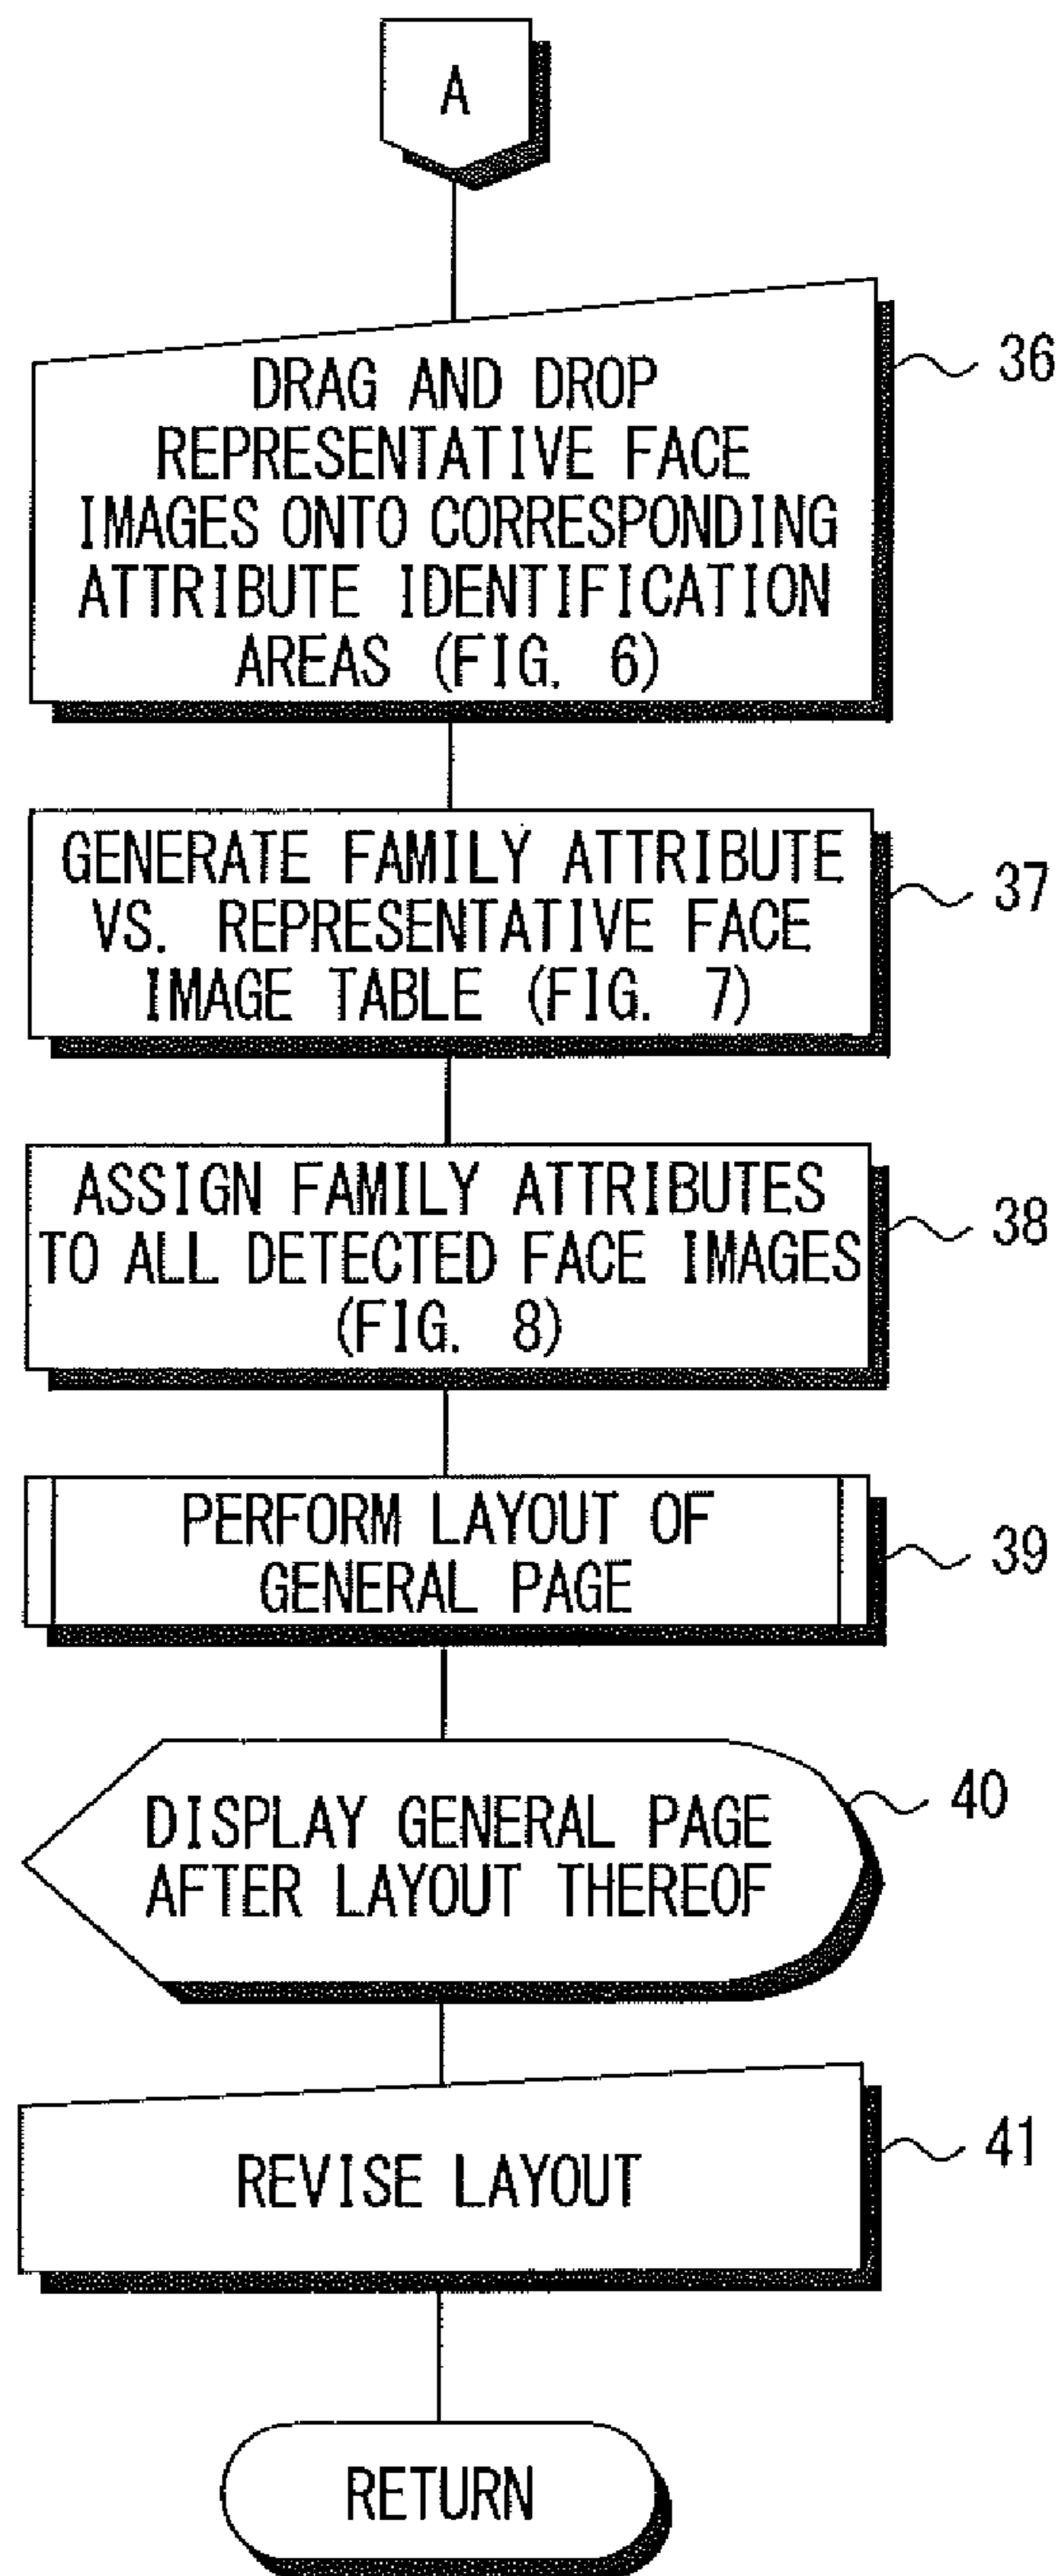 A
DRAG AND DROP
REPRESENTATIVE FACE
IMAGES ONTO CORRESPONDING
ATTRIBUTE IDENTIFICATION
AREAS (FIG. 6)
36
GENERATE FAMILY ATTRIBUTE
VS. REPRESENTATIVE FACE
IMAGE TABLE (FIG. 7)
37
ASSIGN FAMILY ATTRIBUTES
TO ALL DETECTED FACE IMAGES
(FIG. 8)
38
PERFORM LAYOUT OF
GENERAL PAGE
39
DISPLAY GENERAL PAGE
AFTER LAYOUT THEREOF
40
REVISE LAYOUT
41
RETURN